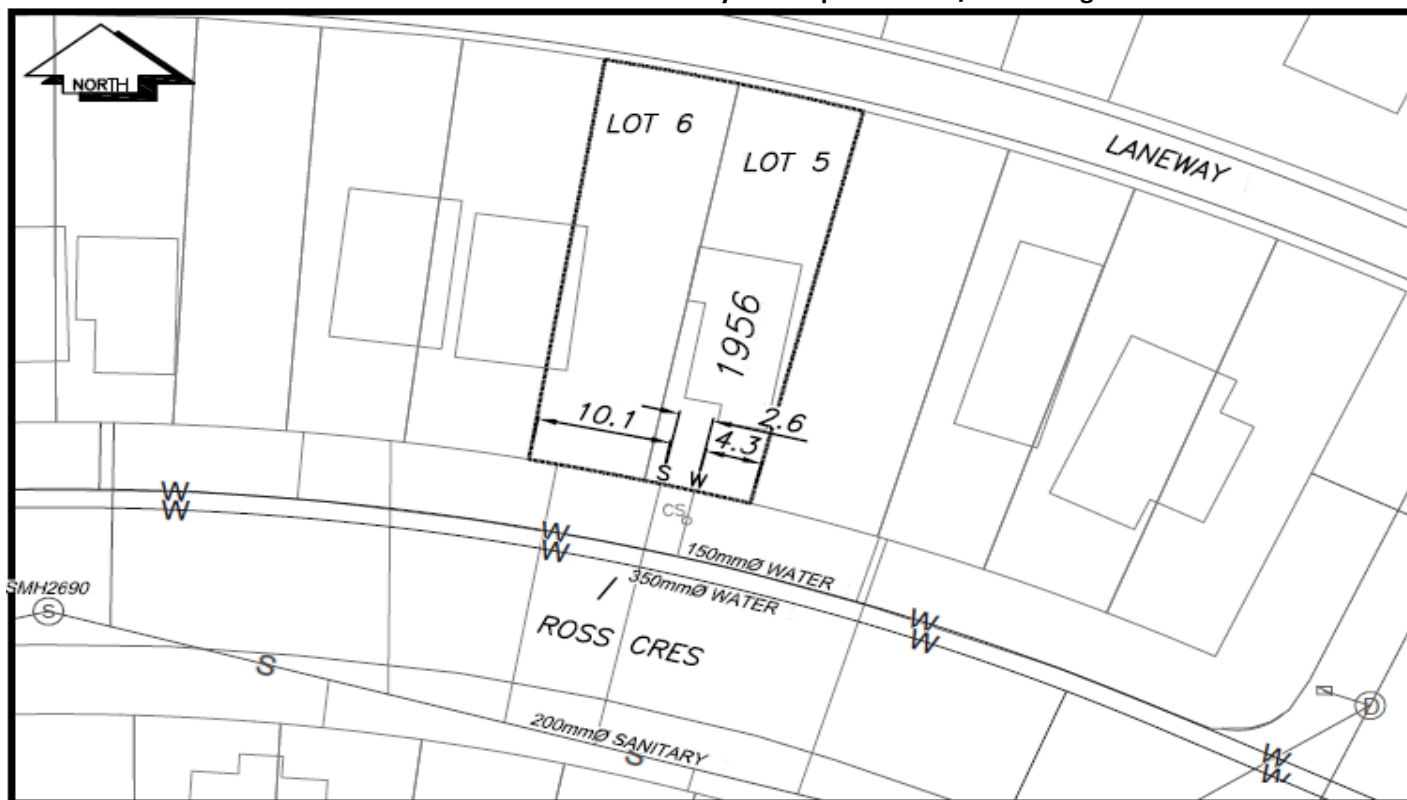 NORTH
LOT 6
LOT 5
LANEWAY
1956
10.1
2.6
4.3
S W
CS
W
W
W
W
150mmØ WATER
350mmØ WATER
SMH2690
S
ROSS CRES
W
W
S
D
200mmØ SANITARY
S
W
W